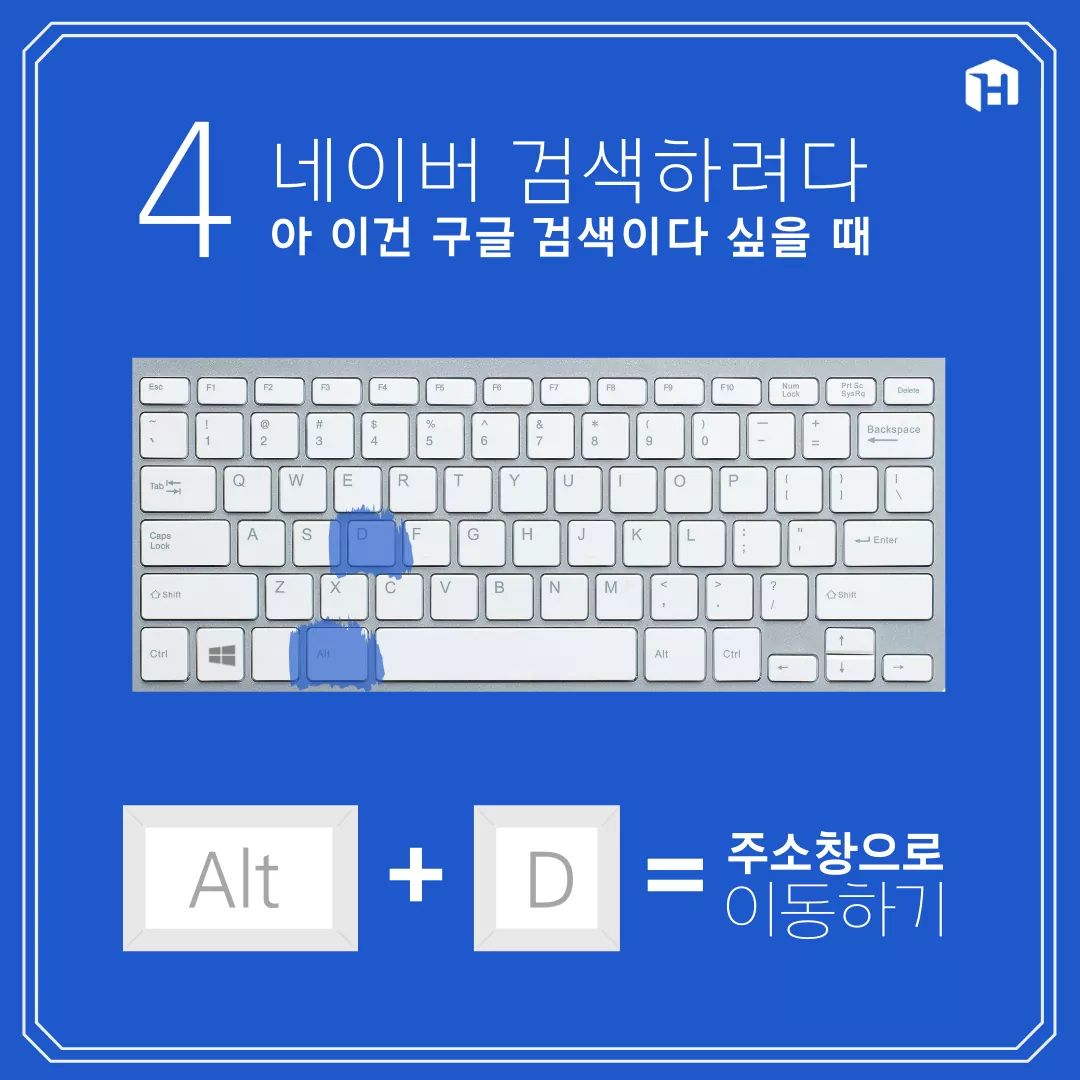 4
네이버 검색하려다
아 이건 구글 검색이다 싶을 때
Esc F1 F2 F3 F4 F5 F6 F7 F8 F9 F10 Num Lock Prt Sc SysRq Delete
~ ` ! 1 @ 2 # 3 $ 4 % 5 ^ 6 & 7 * 8 ( 9 ) 0 — - + = Backspace
Tab Q W E R T Y U I O P { [ } ] | \
Caps Lock A S D F G H J K L : ; " ' Enter
Shift Z X C V B N M < , > . ? / Shift
Ctrl Alt Alt Ctrl ← ↑ ↓ →
Alt + D = 주소창으로
이동하기